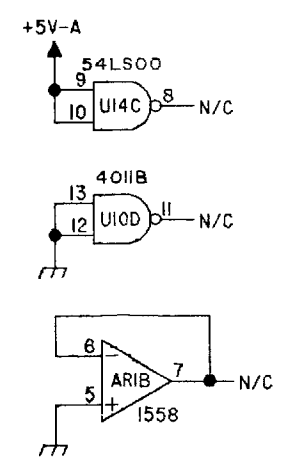 +5V-A
54LS00
9
U14C
8
N/C
10
4011B
13
U10D
11
N/C
12
6
−
AR1B
7
N/C
5
+
1558